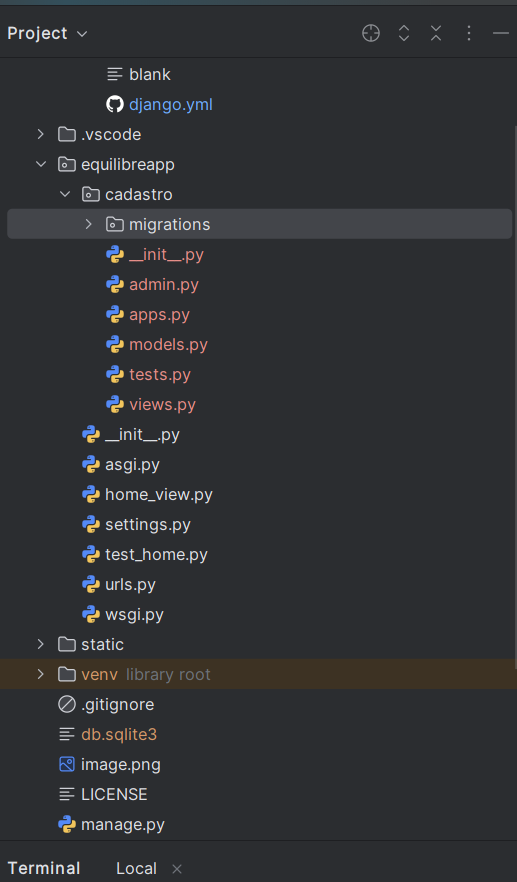 Project
blank
django.yml
.vscode
equilibreapp
cadastro
migrations
__init__.py
admin.py
apps.py
models.py
tests.py
views.py
__init__.py
asgi.py
home_view.py
settings.py
test_home.py
urls.py
wsgi.py
static
venv library root
.gitignore
db.sqlite3
image.png
LICENSE
manage.py
Terminal Local